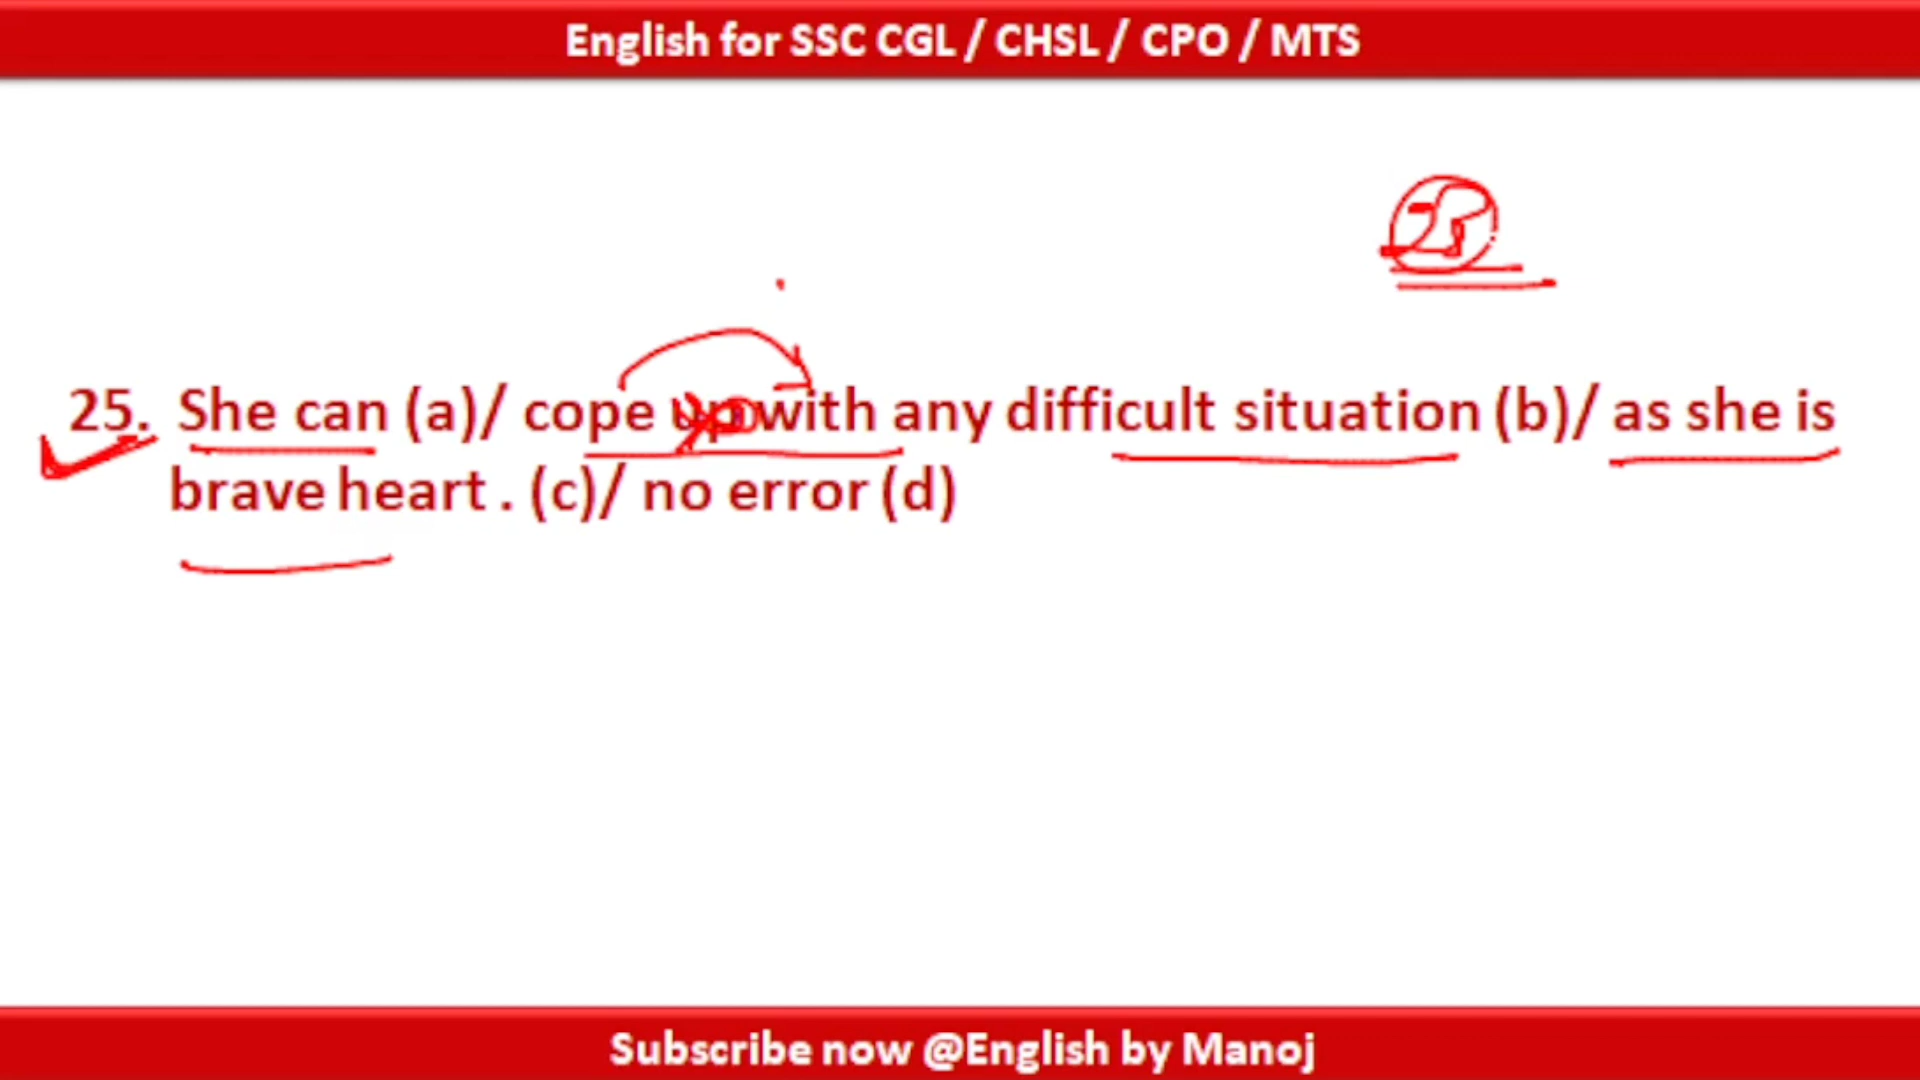 English for SSC CGL / CHSL / CPO / MTS
25
25. She can (a)/ cope up with any difficult situation (b)/ as she is
brave heart . (c)/ no error (d)
Subscribe now @English by Manoj